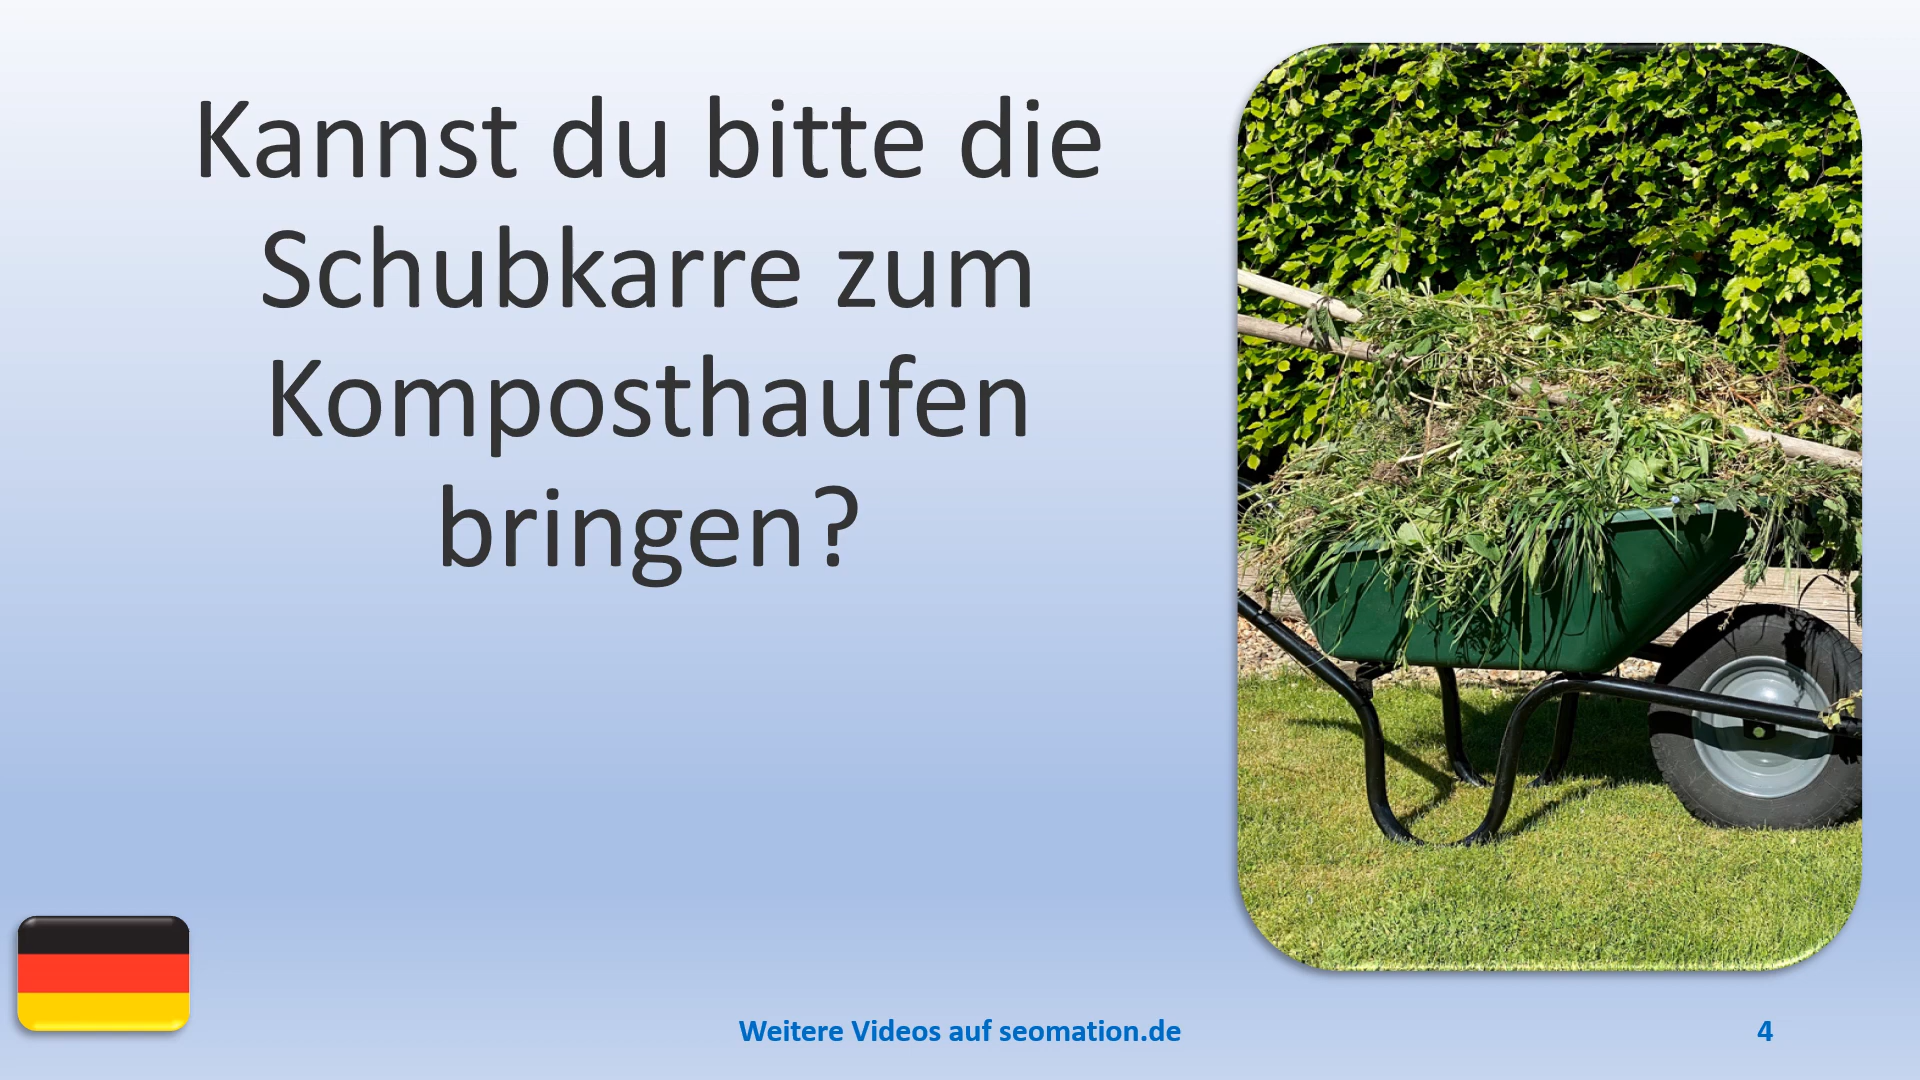 Kannst du bitte die
Schubkarre zum
Komposthaufen
bringen?
Weitere Videos auf seomation.de
4